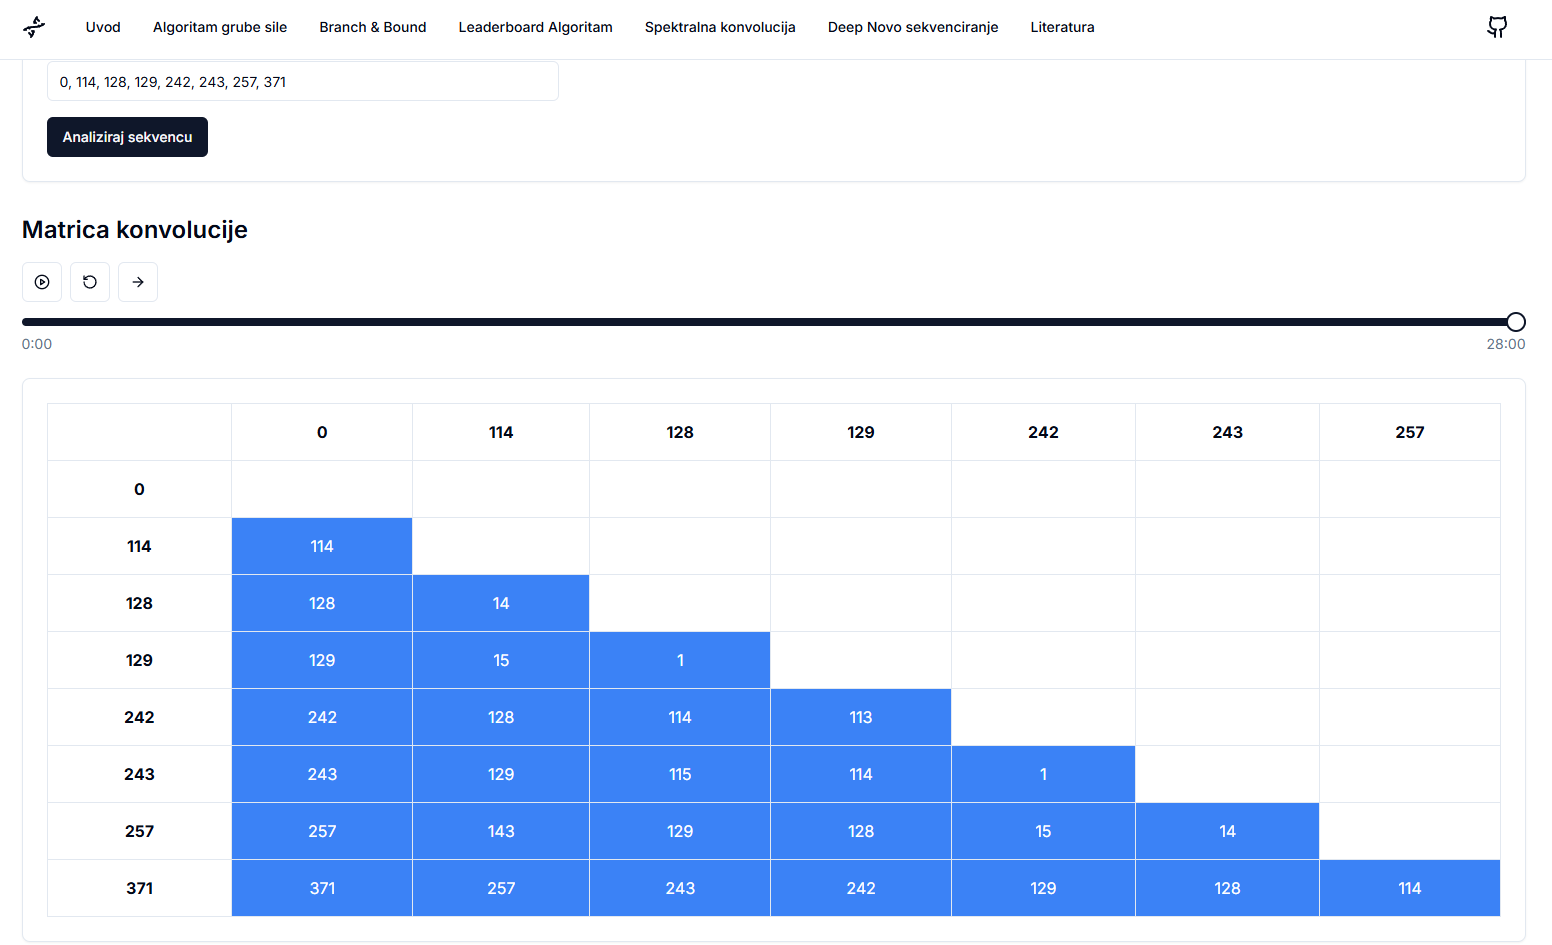 Uvod Algoritam grube sile Branch & Bound Leaderboard Algoritam Spektralna konvolucija Deep Novo sekvenciranje Literatura
0, 114, 128, 129, 242, 243, 257, 371
Analiziraj sekvencu
Matrica konvolucije
0:00 28:00
0 114 128 129 242 243 257
0
114 114
128 128 14
129 129 15 1
242 242 128 114 113
243 243 129 115 114 1
257 257 143 129 128 15 14
371 371 257 243 242 129 128 114